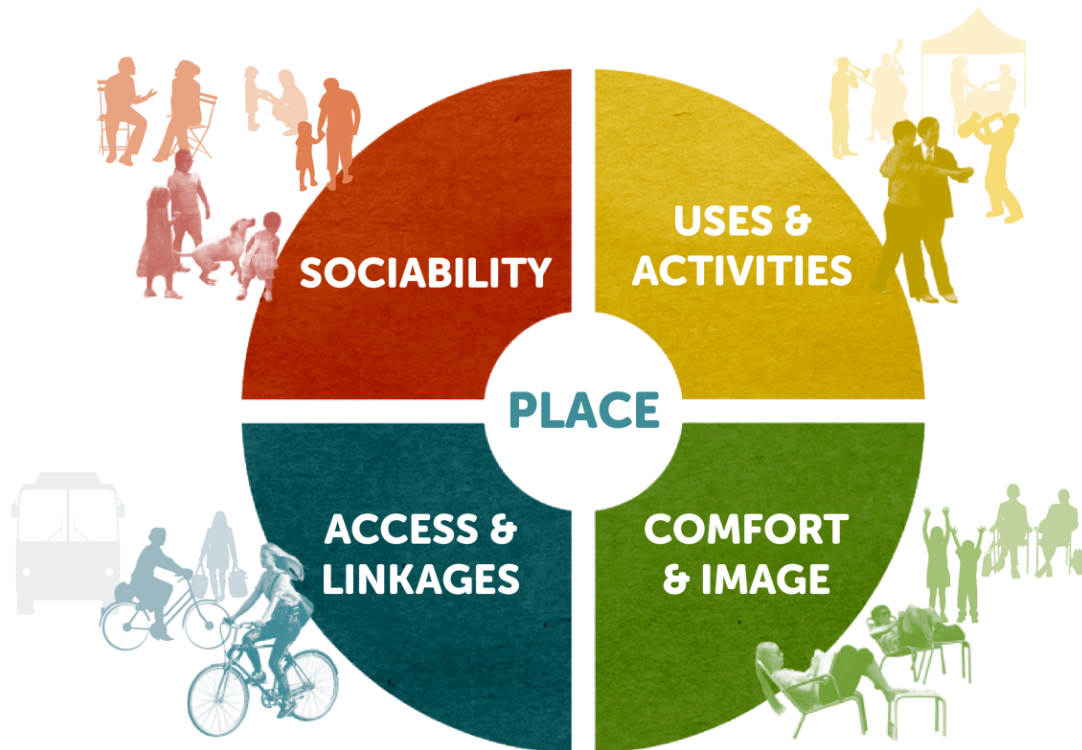 USES &
ACTIVITIES
SOCIABILITY
PLACE
ACCESS &
LINKAGES
COMFORT
& IMAGE